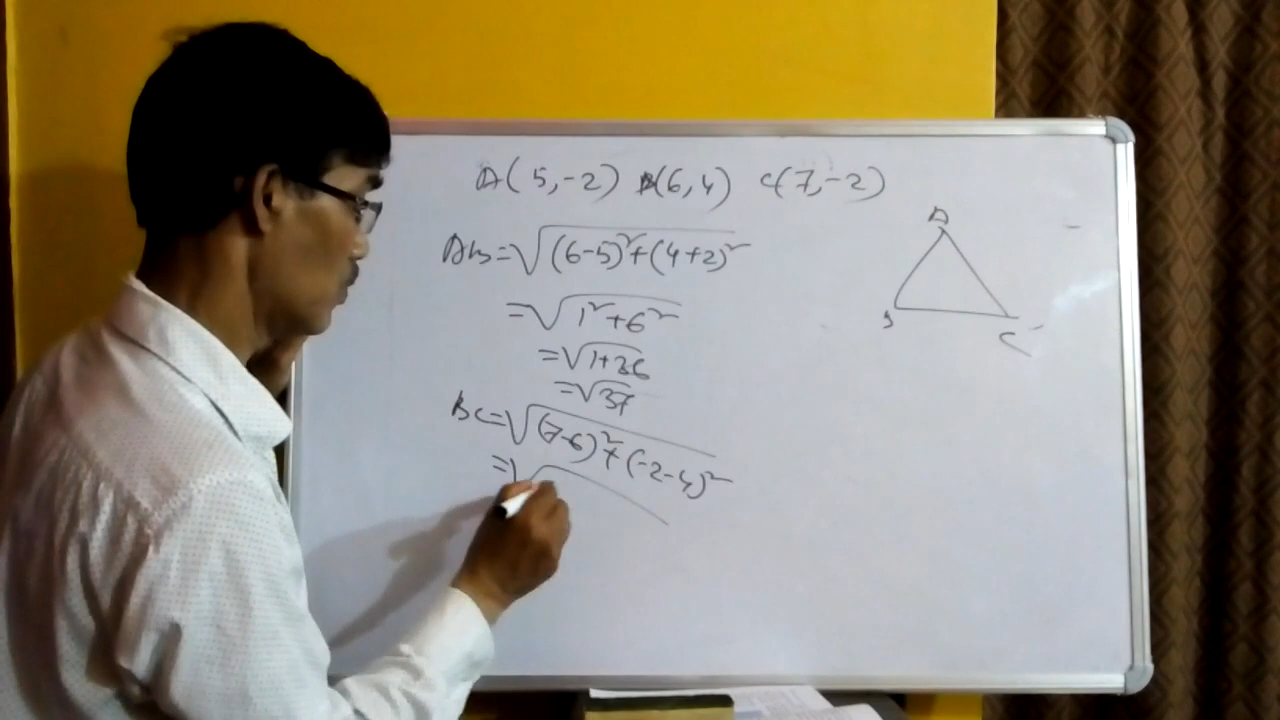 A(5,-2) B(6,4) C(7,-2)
AB=√(6-5)²+(4+2)²
=√1²+6²
=√1+36
=√37
BC=√(7-6)²+(-2-4)²
=√
A
B
C